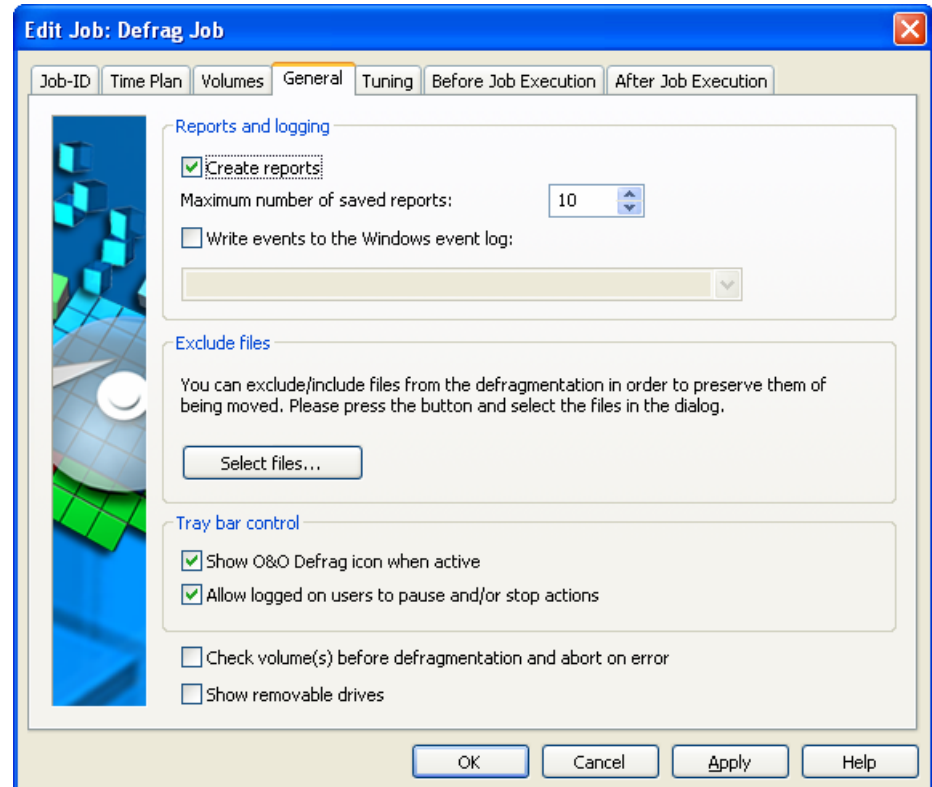 Edit Job: Defrag Job
Job-ID Time Plan Volumes General Tuning Before Job Execution After Job Execution
Reports and logging
Create reports
Maximum number of saved reports: 10
Write events to the Windows event log:
Exclude files
You can exclude/include files from the defragmentation in order to preserve them of
being moved. Please press the button and select the files in the dialog.
Select files...
Tray bar control
Show O&O Defrag icon when active
Allow logged on users to pause and/or stop actions
Check volume(s) before defragmentation and abort on error
Show removable drives
OK Cancel Apply Help